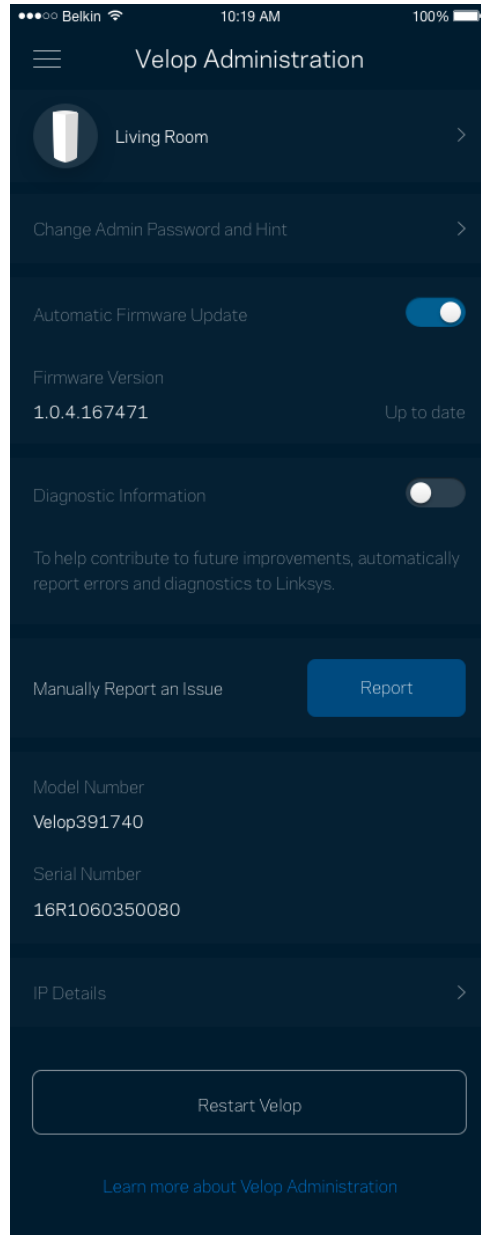 Belkin 10:19 AM 100%
Velop Administration
Living Room
Change Admin Password and Hint
Automatic Firmware Update
Firmware Version
1.0.4.167471 Up to date
Diagnostic Information
To help contribute to future improvements, automatically
report errors and diagnostics to Linksys.
Manually Report an Issue Report
Model Number
Velop391740
Serial Number
16R1060350080
IP Details
Restart Velop
Learn more about Velop Administration